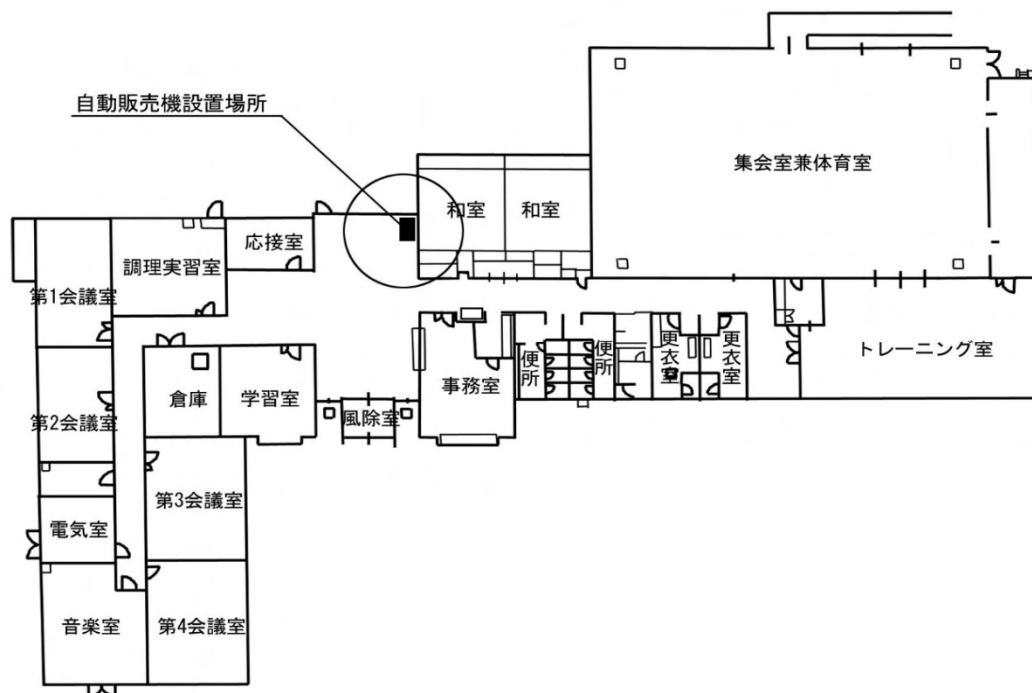 自動販売機設置場所
集会室兼体育室
和室
和室
応接室
調理実習室
第1会議室
トレーニング室
便所
便所
更衣室
更衣室
事務室
倉庫
学習室
風除室
第2会議室
第3会議室
電気室
音楽室
第4会議室